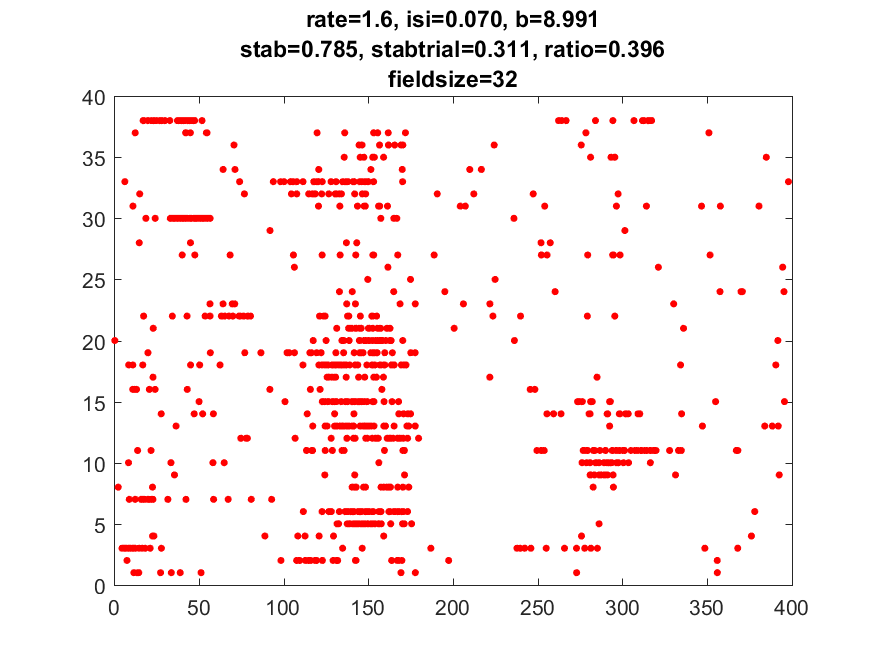 rate=1.6, isi=0.070, b=8.991
stab=0.785, stabtrial=0.311, ratio=0.396
fieldsize=32
40
35
30
25
20
15
10
5
0
0 50 100 150 200 250 300 350 400